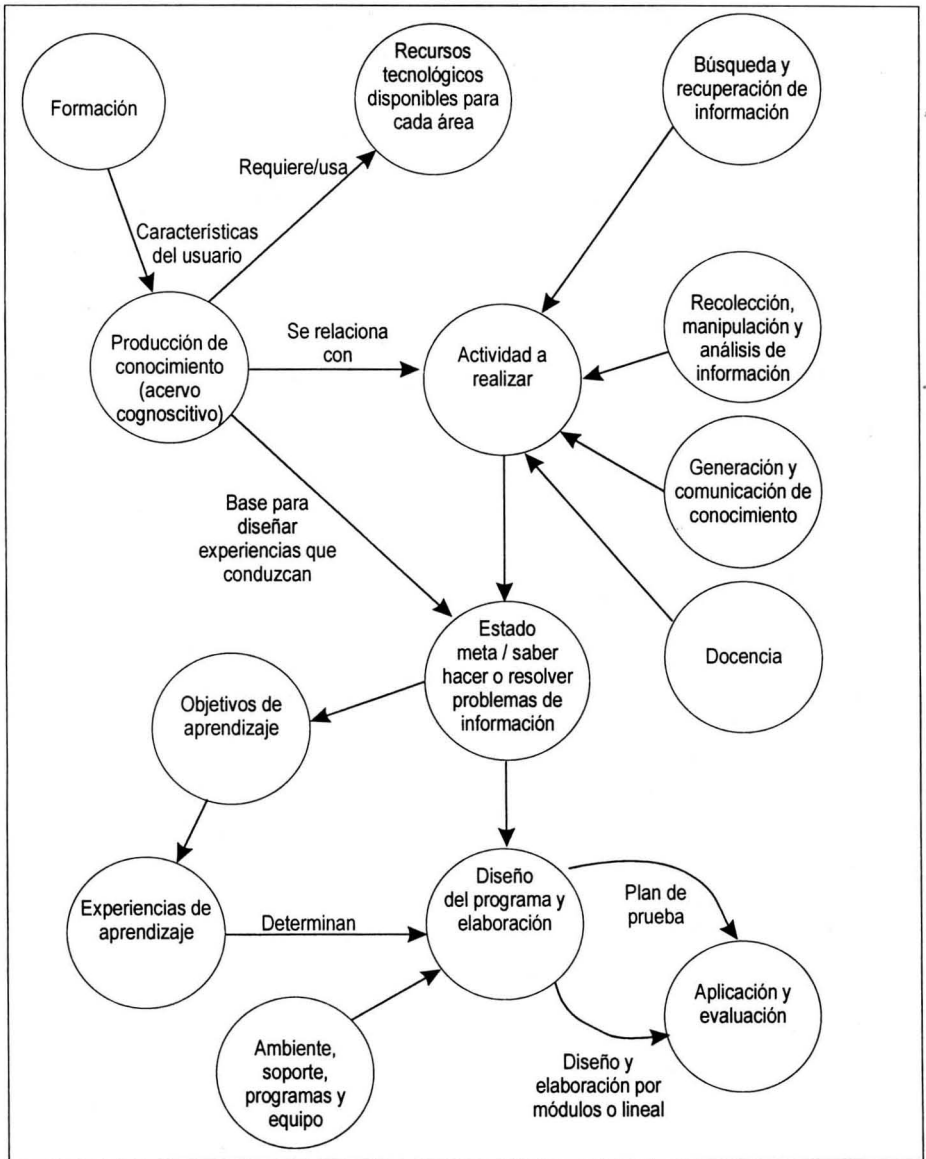 Formación
Recursos
tecnológicos
disponibles para
cada área
Búsqueda y
recuperación de
información
Requiere/usa
Características
del usuario
Producción de
conocimiento
(acervo
cognoscitivo)
Se relaciona
con
Actividad a
realizar
Recolección,
manipulación y
análisis de
información
Generación y
comunicación de
conocimiento
Base para
diseñar
experiencias que
conduzcan
Estado
meta / saber
hacer o resolver
problemas de
información
Docencia
Objetivos de
aprendizaje
Experiencias de
aprendizaje
Determinan
Diseño
del programa y
elaboración
Plan de
prueba
Aplicación y
evaluación
Ambiente,
soporte,
programas y
equipo
Diseño y
elaboración por
módulos o lineal